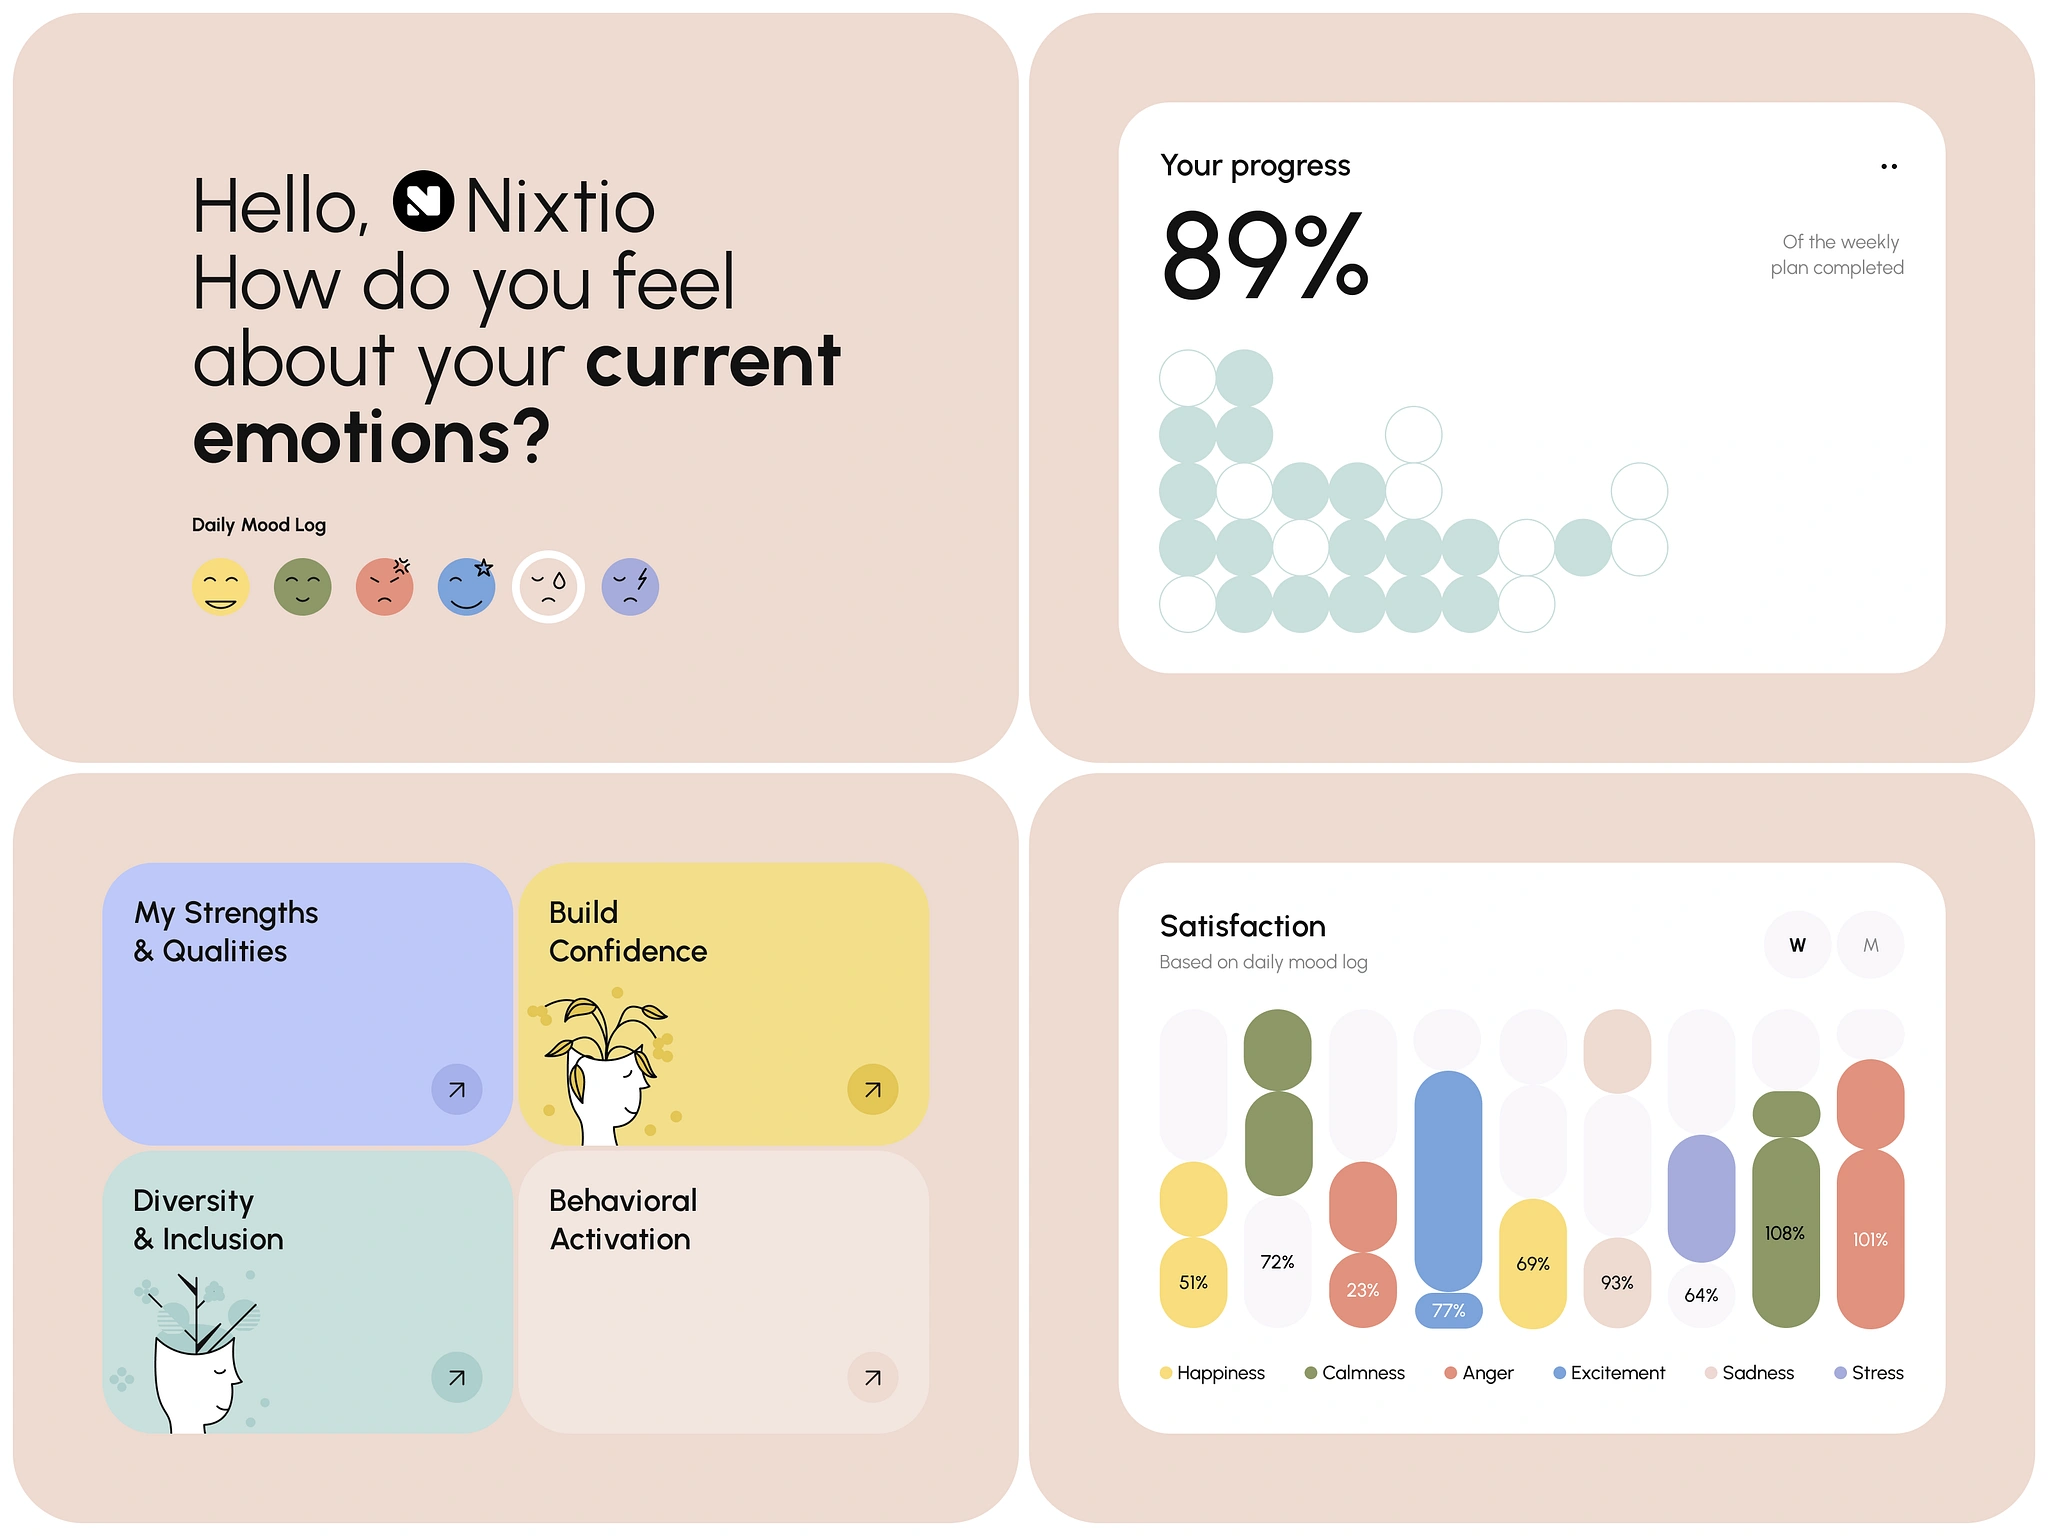 Hello, N Nixtio
How do you feel
about your current
emotions?
Daily Mood Log
Your progress
89%
Of the weekly
plan completed
My Strengths
& Qualities
Build
Confidence
Diversity
& Inclusion
Behavioral
Activation
Satisfaction
Based on daily mood log
W
M
51%
72%
23%
77%
69%
93%
64%
108%
101%
Happiness
Calmness
Anger
Excitement
Sadness
Stress